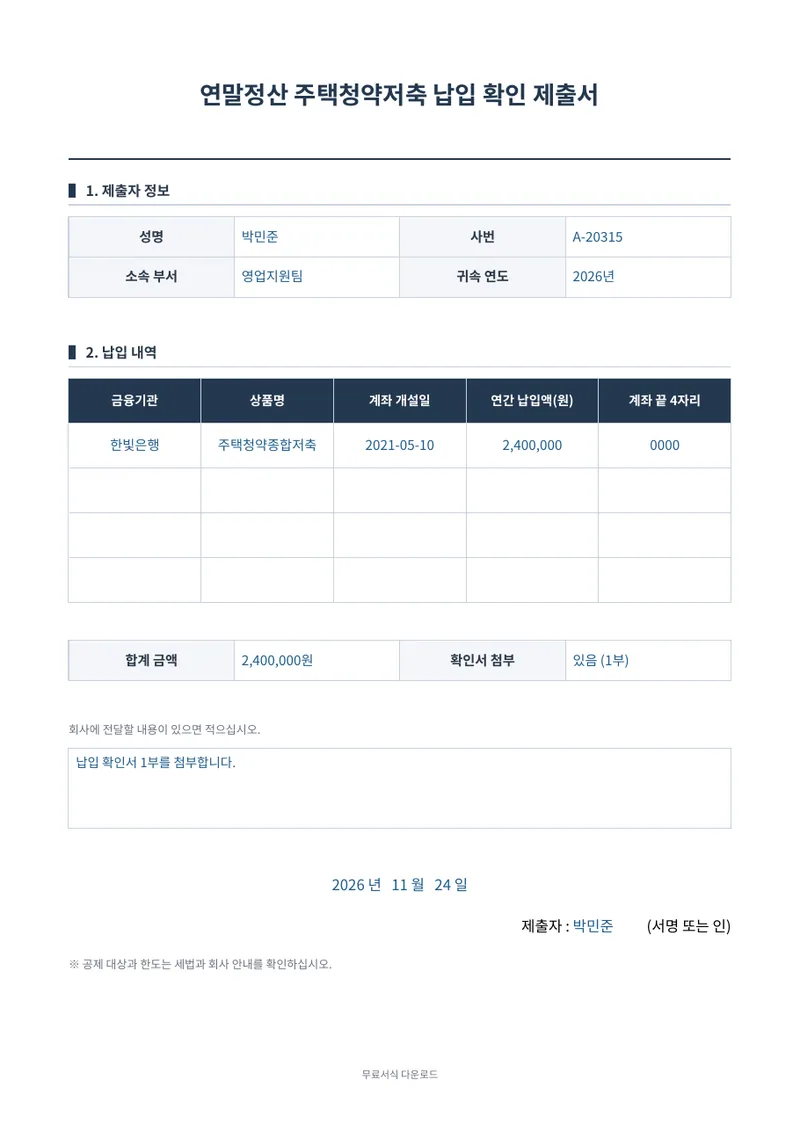 연말정산 주택청약저축 납입 확인 제출서
1. 제출자 정보
성명 박민준 사번 A-20315
소속 부서 영업지원팀 귀속 연도 2026년
2. 납입 내역
금융기관 상품명 계좌 개설일 연간 납입액(원) 계좌 끝 4자리
한빛은행 주택청약종합저축 2021-05-10 2,400,000 0000
합계 금액 2,400,000원 확인서 첨부 있음 (1부)
회사에 전달할 내용이 있으면 적으십시오.
납입 확인서 1부를 첨부합니다.
2026 년 11 월 24 일
제출자 : 박민준 (서명 또는 인)
※ 공제 대상과 한도는 세법과 회사 안내를 확인하십시오.
무료서식 다운로드